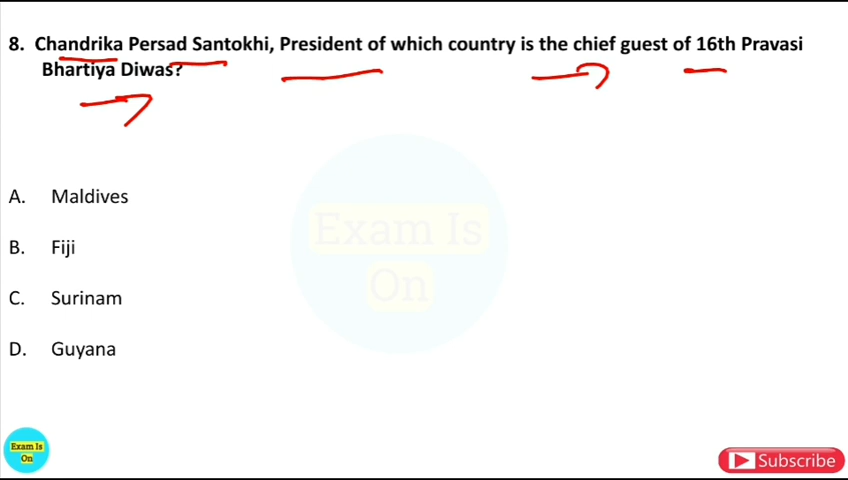 8. Chandrika Persad Santokhi, President of which country is the chief guest of 16th Pravasi
Bhartiya Diwas?
A. Maldives
B. Fiji
C. Surinam
D. Guyana
Exam Is
On
Exam Is
On
Subscribe